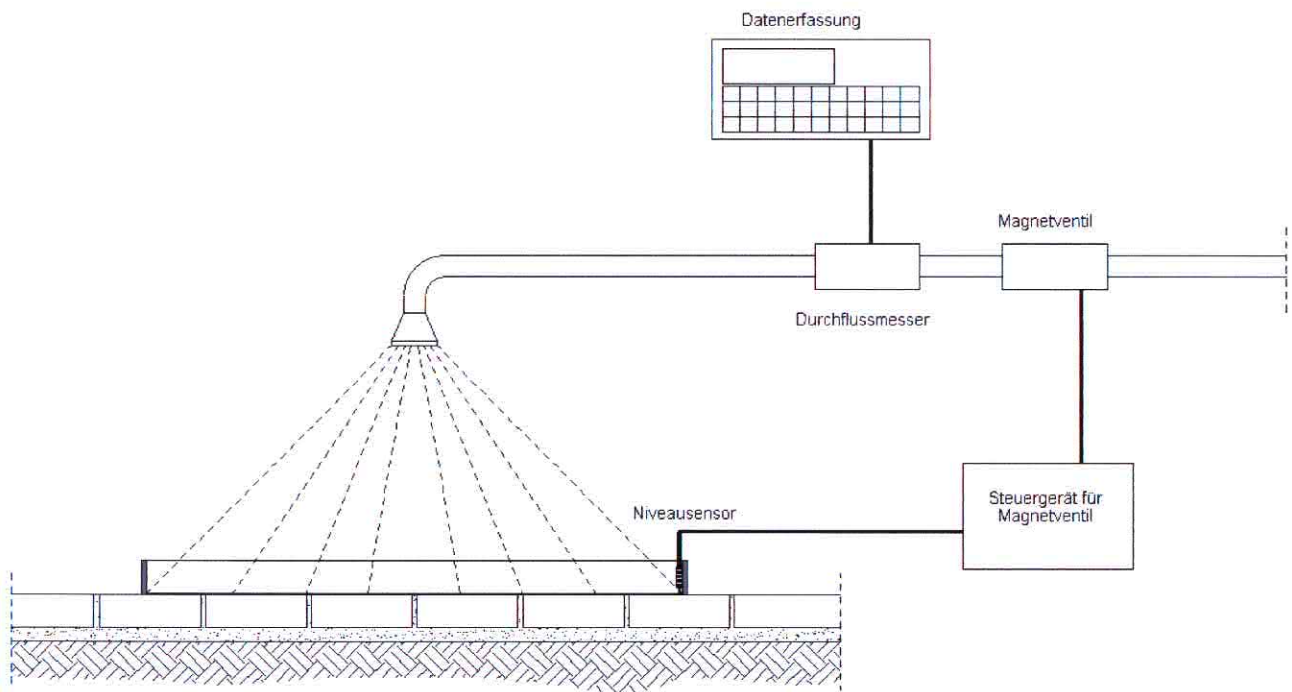 Datenerfassung
Magnetventil
Durchflussmesser
Niveausensor
Steuergerät für
Magnetventil